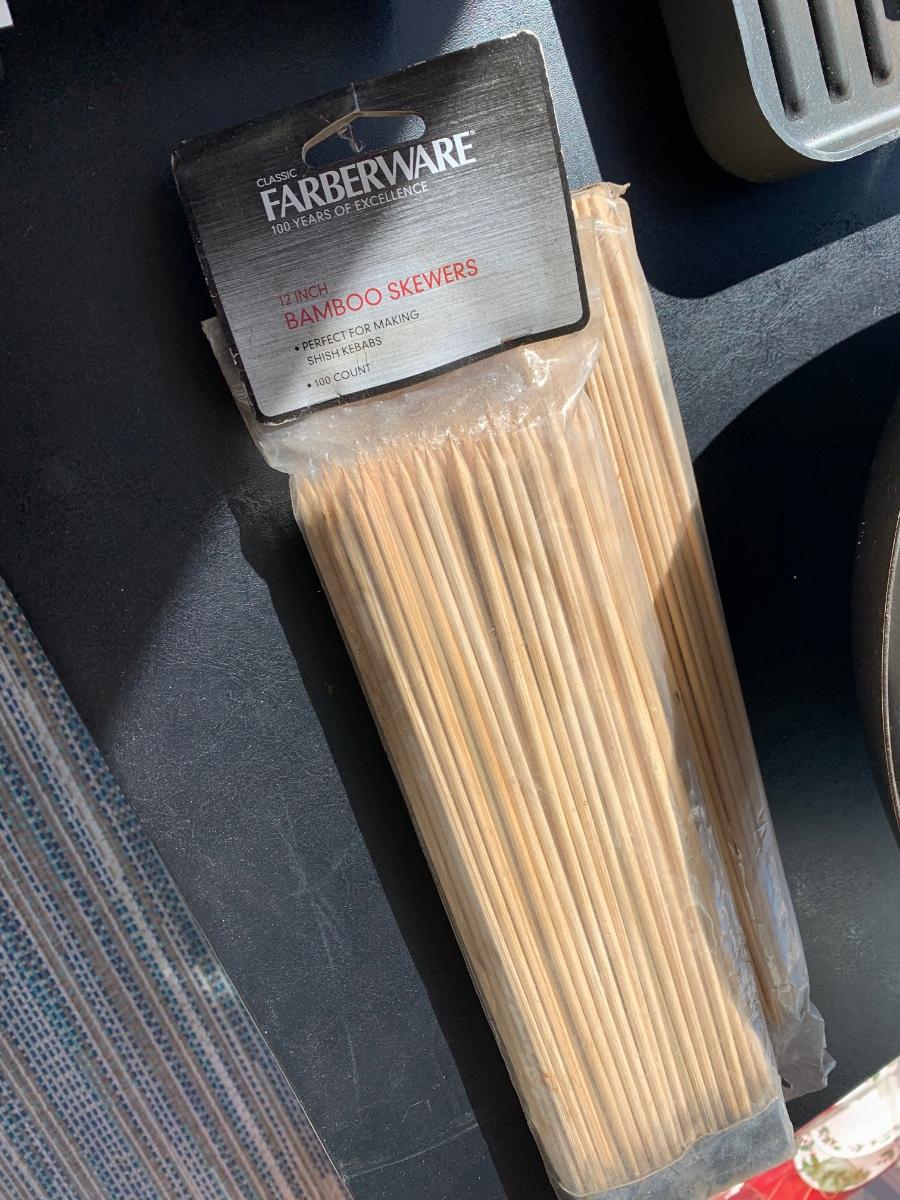 CLASSIC
FARBERWARE®
100 YEARS OF EXCELLENCE
12 INCH
BAMBOO SKEWERS
• PERFECT FOR MAKING
SHISH KEBABS
• 100 COUNT